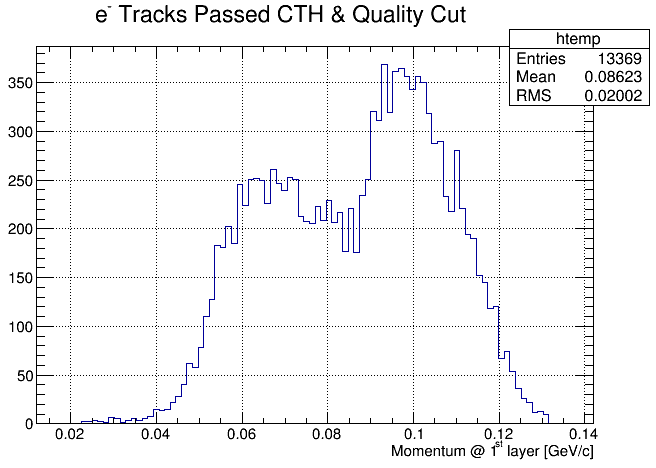 e- Tracks Passed CTH & Quality Cut
htemp
Entries 13369
Mean 0.08623
RMS 0.02002
350
300
250
200
150
100
50
0
0.02 0.04 0.06 0.08 0.1 0.12 0.14
Momentum @ 1st layer [GeV/c]